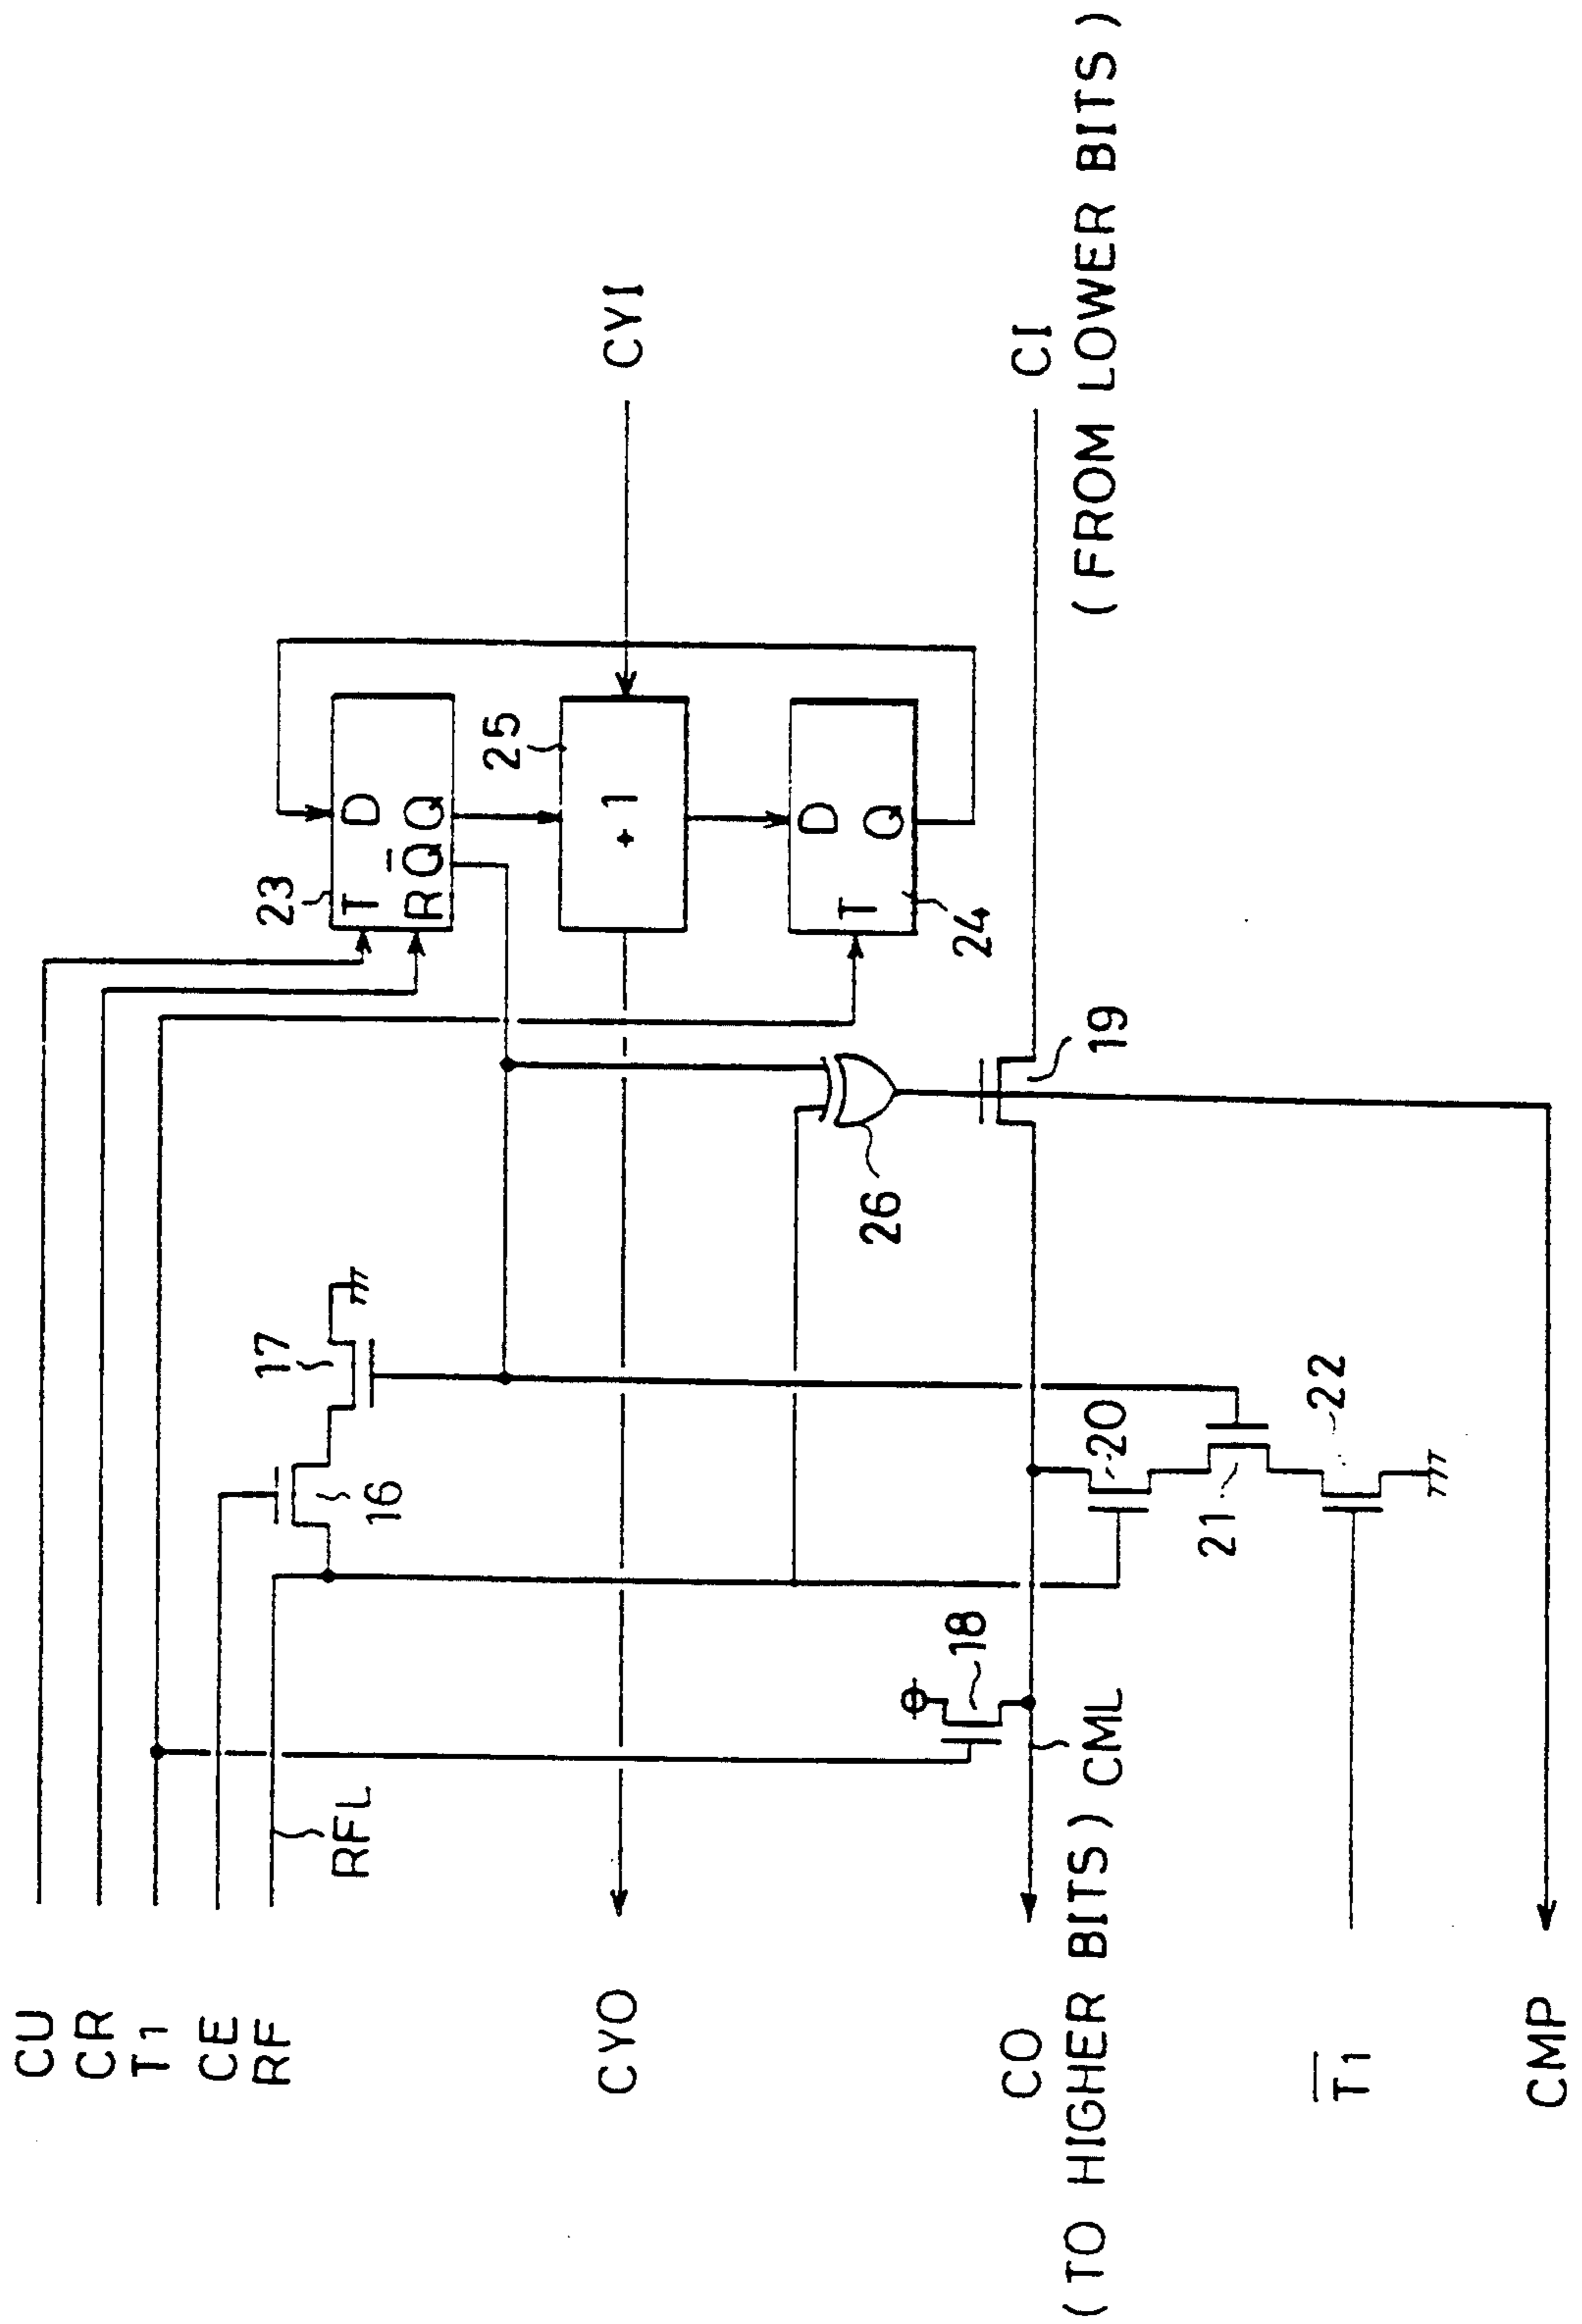 CU
CR
T1
CE
RF
RFL
CYO
CO
(TO HIGHER BITS)
CML
T̅1̅
CMP
16
17
18
19
20
21
22
23
T
D
R
Q̅
Q
24
T
D
Q
25
+1
26
CYI
CI
(FROM LOWER BITS)